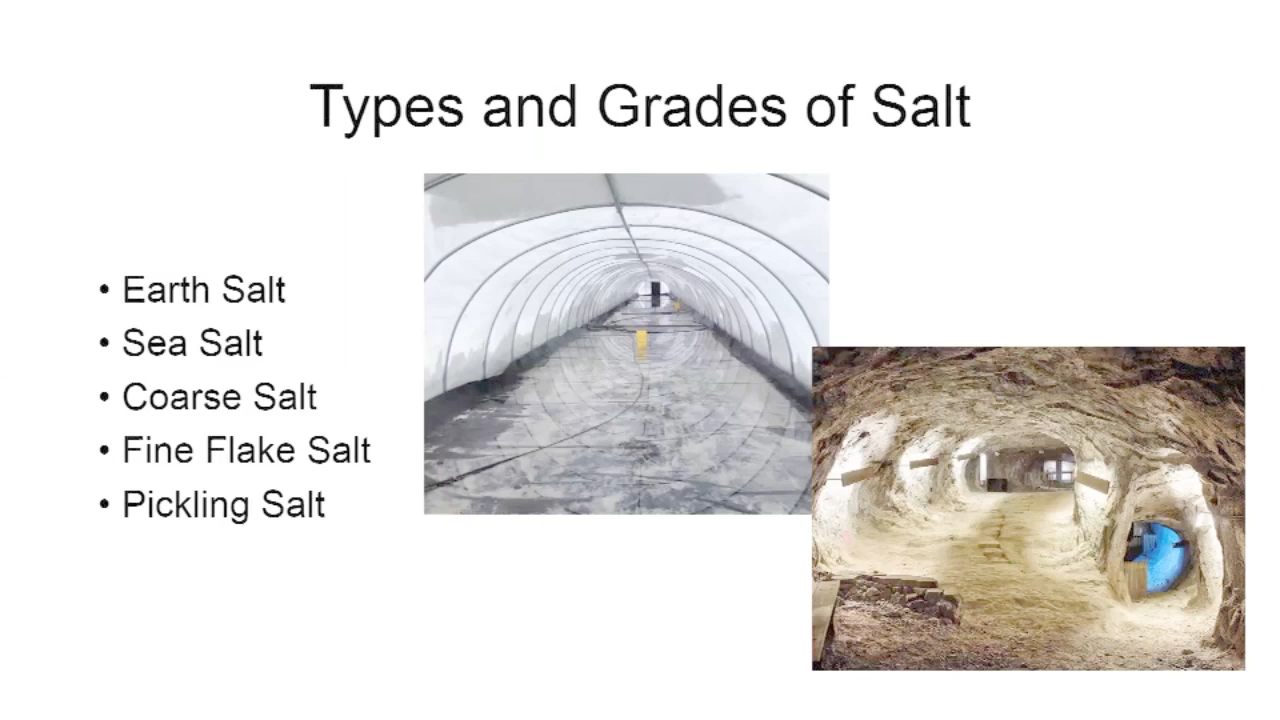 Types and Grades of Salt
• Earth Salt
• Sea Salt
• Coarse Salt
• Fine Flake Salt
• Pickling Salt